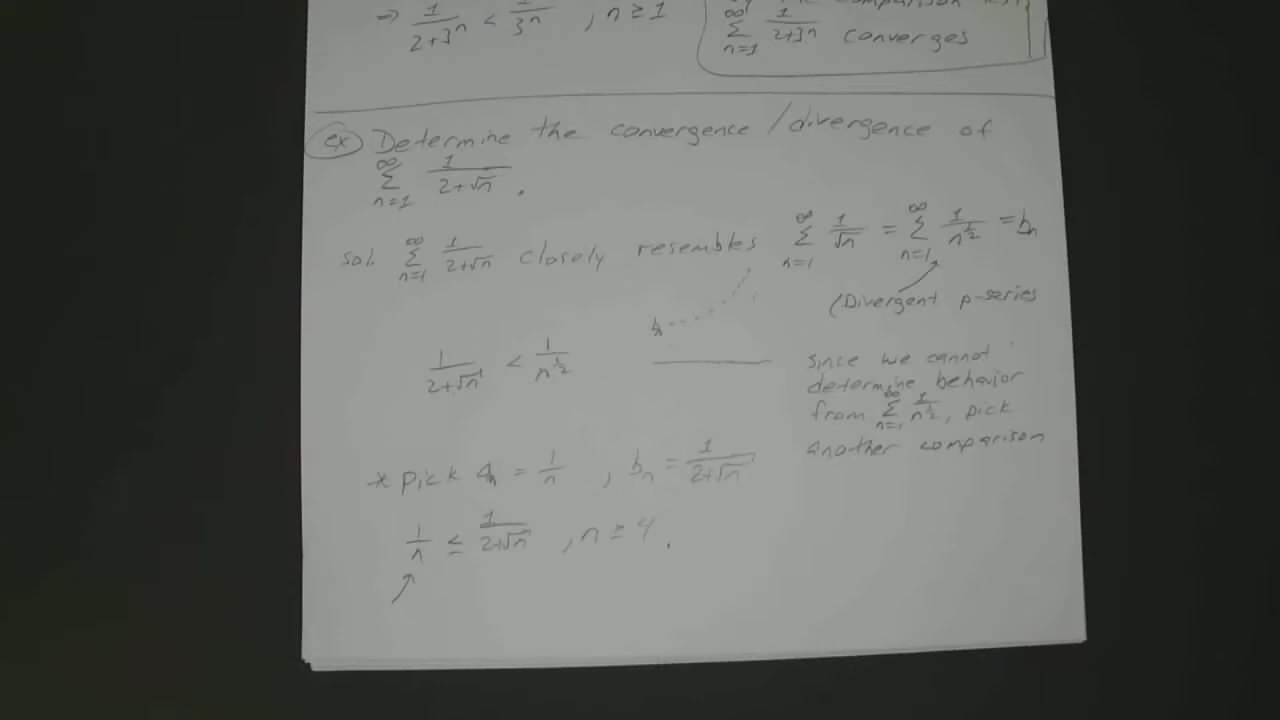 ⇒ 1/(2+3ⁿ) < 1/3ⁿ , n ≥ 1
comparison
∞ Σ n=1 1/(2+3ⁿ) converges
ex Determine the convergence/divergence of
∞ Σ n=1 1/(2+√n) .
sol. ∞ Σ n=1 1/(2+√n) closely resembles ∞ Σ n=1 1/√n = ∞ Σ n=1 1/n^½ = bₙ
(Divergent p-series
1/(2+√n) < 1/n^½
since we cannot
determine behavior
from ∞ Σ n=1 1/n^½, pick
another comparison
* pick aₙ = 1/n , bₙ = 1/(2+√n)
1/n ≤ 1/(2+√n) , n ≥ 4 .